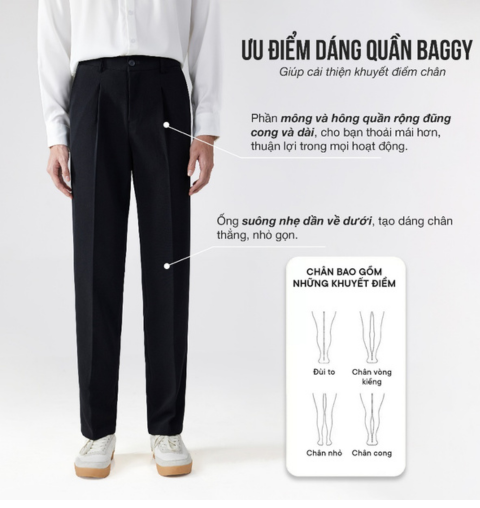 ƯU ĐIỂM DÁNG QUẦN BAGGY
Giúp cái thiện khuyết điểm chân
Phần mông và hông quần rộng đũng
cong và dài, cho bạn thoải mái hơn,
thuận lợi trong mọi hoạt động.
Ống suông nhẹ dần về dưới, tạo dáng chân
thẳng, nhỏ gọn.
CHÂN BAO GỒM
NHỮNG KHUYẾT ĐIỂM
Đùi to
Chân vòng
kiềng
Chân nhỏ
Chân cong